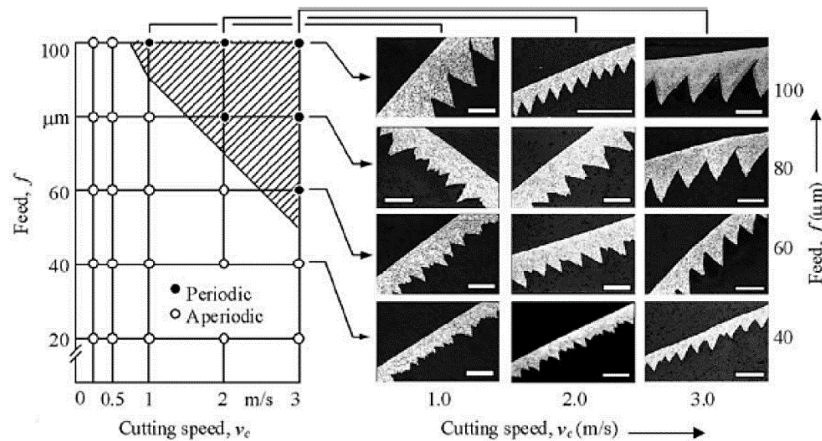 100
μm
60
40
20
Feed, f
Periodic
Aperiodic
0 0.5 1 m/s 3
2
Cutting speed, vc
100
80
60
40
Feed, f (μm)
1.0 2.0 3.0
Cutting speed, vc (m/s)